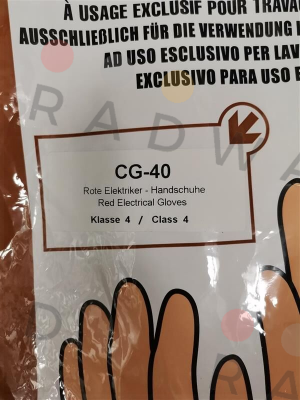 À USAGE EXCLUSIF POUR TRAVA
AUSSCHLIEßLICH FÜR DIE VERWENDUNG
AD USO ESCLUSIVO PER LAV
EXCLUSIVO PARA USO E
RADWA
CG-40
Rote Elektriker - Handschuhe
Red Electrical Gloves
Klasse 4 / Class 4